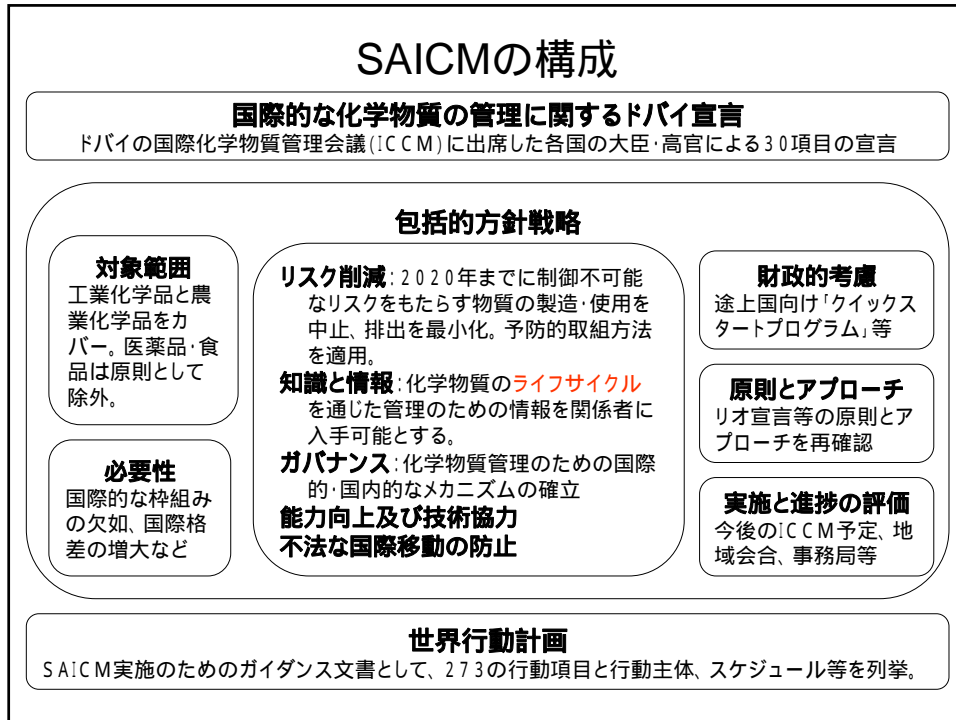 SAICMの構成
国際的な化学物質の管理に関するドバイ宣言
ドバイの国際化学物質管理会議(ICCM)に出席した各国の大臣・高官による30項目の宣言
包括的方針戦略
対象範囲
工業化学品と農
業化学品をカ
バー。医薬品・食
品は原則として
除外。
必要性
国際的な枠組み
の欠如、国際格
差の増大など
リスク削減：2020年までに制御不可能
なリスクをもたらす物質の製造・使用を
中止、排出を最小化。予防的取組方法
を適用。
知識と情報：化学物質のライフサイクル
を通じた管理のための情報を関係者に
入手可能とする。
ガバナンス：化学物質管理のための国際
的・国内的なメカニズムの確立
能力向上及び技術協力
不法な国際移動の防止
財政的考慮
途上国向け「クイックス
タートプログラム」等
原則とアプローチ
リオ宣言等の原則とア
プローチを再確認
実施と進捗の評価
今後のICCM予定、地
域会合、事務局等
世界行動計画
SAICM実施のためのガイダンス文書として、273の行動項目と行動主体、スケジュール等を列挙。